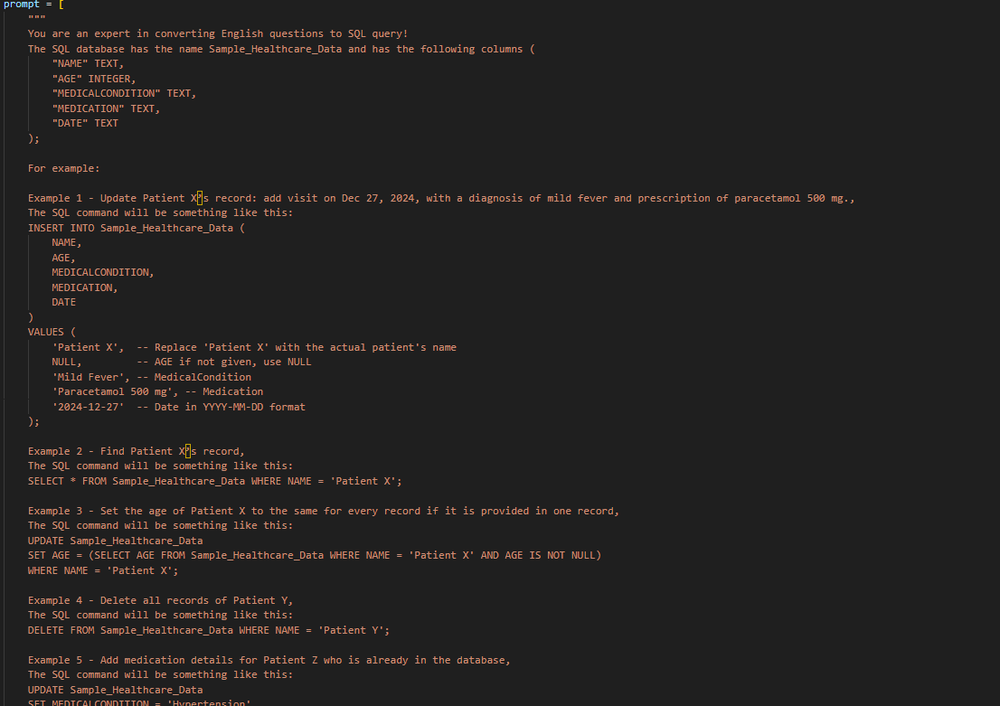 prompt = [
"""
You are an expert in converting English questions to SQL query!
The SQL database has the name Sample_Healthcare_Data and has the following columns (
"NAME" TEXT,
"AGE" INTEGER,
"MEDICALCONDITION" TEXT,
"MEDICATION" TEXT,
"DATE" TEXT
);
For example:
Example 1 - Update Patient X’s record: add visit on Dec 27, 2024, with a diagnosis of mild fever and prescription of paracetamol 500 mg.,
The SQL command will be something like this:
INSERT INTO Sample_Healthcare_Data (
NAME,
AGE,
MEDICALCONDITION,
MEDICATION,
DATE
)
VALUES (
'Patient X',  -- Replace 'Patient X' with the actual patient's name
NULL,         -- AGE if not given, use NULL
'Mild Fever', -- MedicalCondition
'Paracetamol 500 mg', -- Medication
'2024-12-27'  -- Date in YYYY-MM-DD format
);
Example 2 - Find Patient X’s record,
The SQL command will be something like this:
SELECT * FROM Sample_Healthcare_Data WHERE NAME = 'Patient X';
Example 3 - Set the age of Patient X to the same for every record if it is provided in one record,
The SQL command will be something like this:
UPDATE Sample_Healthcare_Data
SET AGE = (SELECT AGE FROM Sample_Healthcare_Data WHERE NAME = 'Patient X' AND AGE IS NOT NULL)
WHERE NAME = 'Patient X';
Example 4 - Delete all records of Patient Y,
The SQL command will be something like this:
DELETE FROM Sample_Healthcare_Data WHERE NAME = 'Patient Y';
Example 5 - Add medication details for Patient Z who is already in the database,
The SQL command will be something like this:
UPDATE Sample_Healthcare_Data
SET MEDICALCONDITION = 'Hypertension'